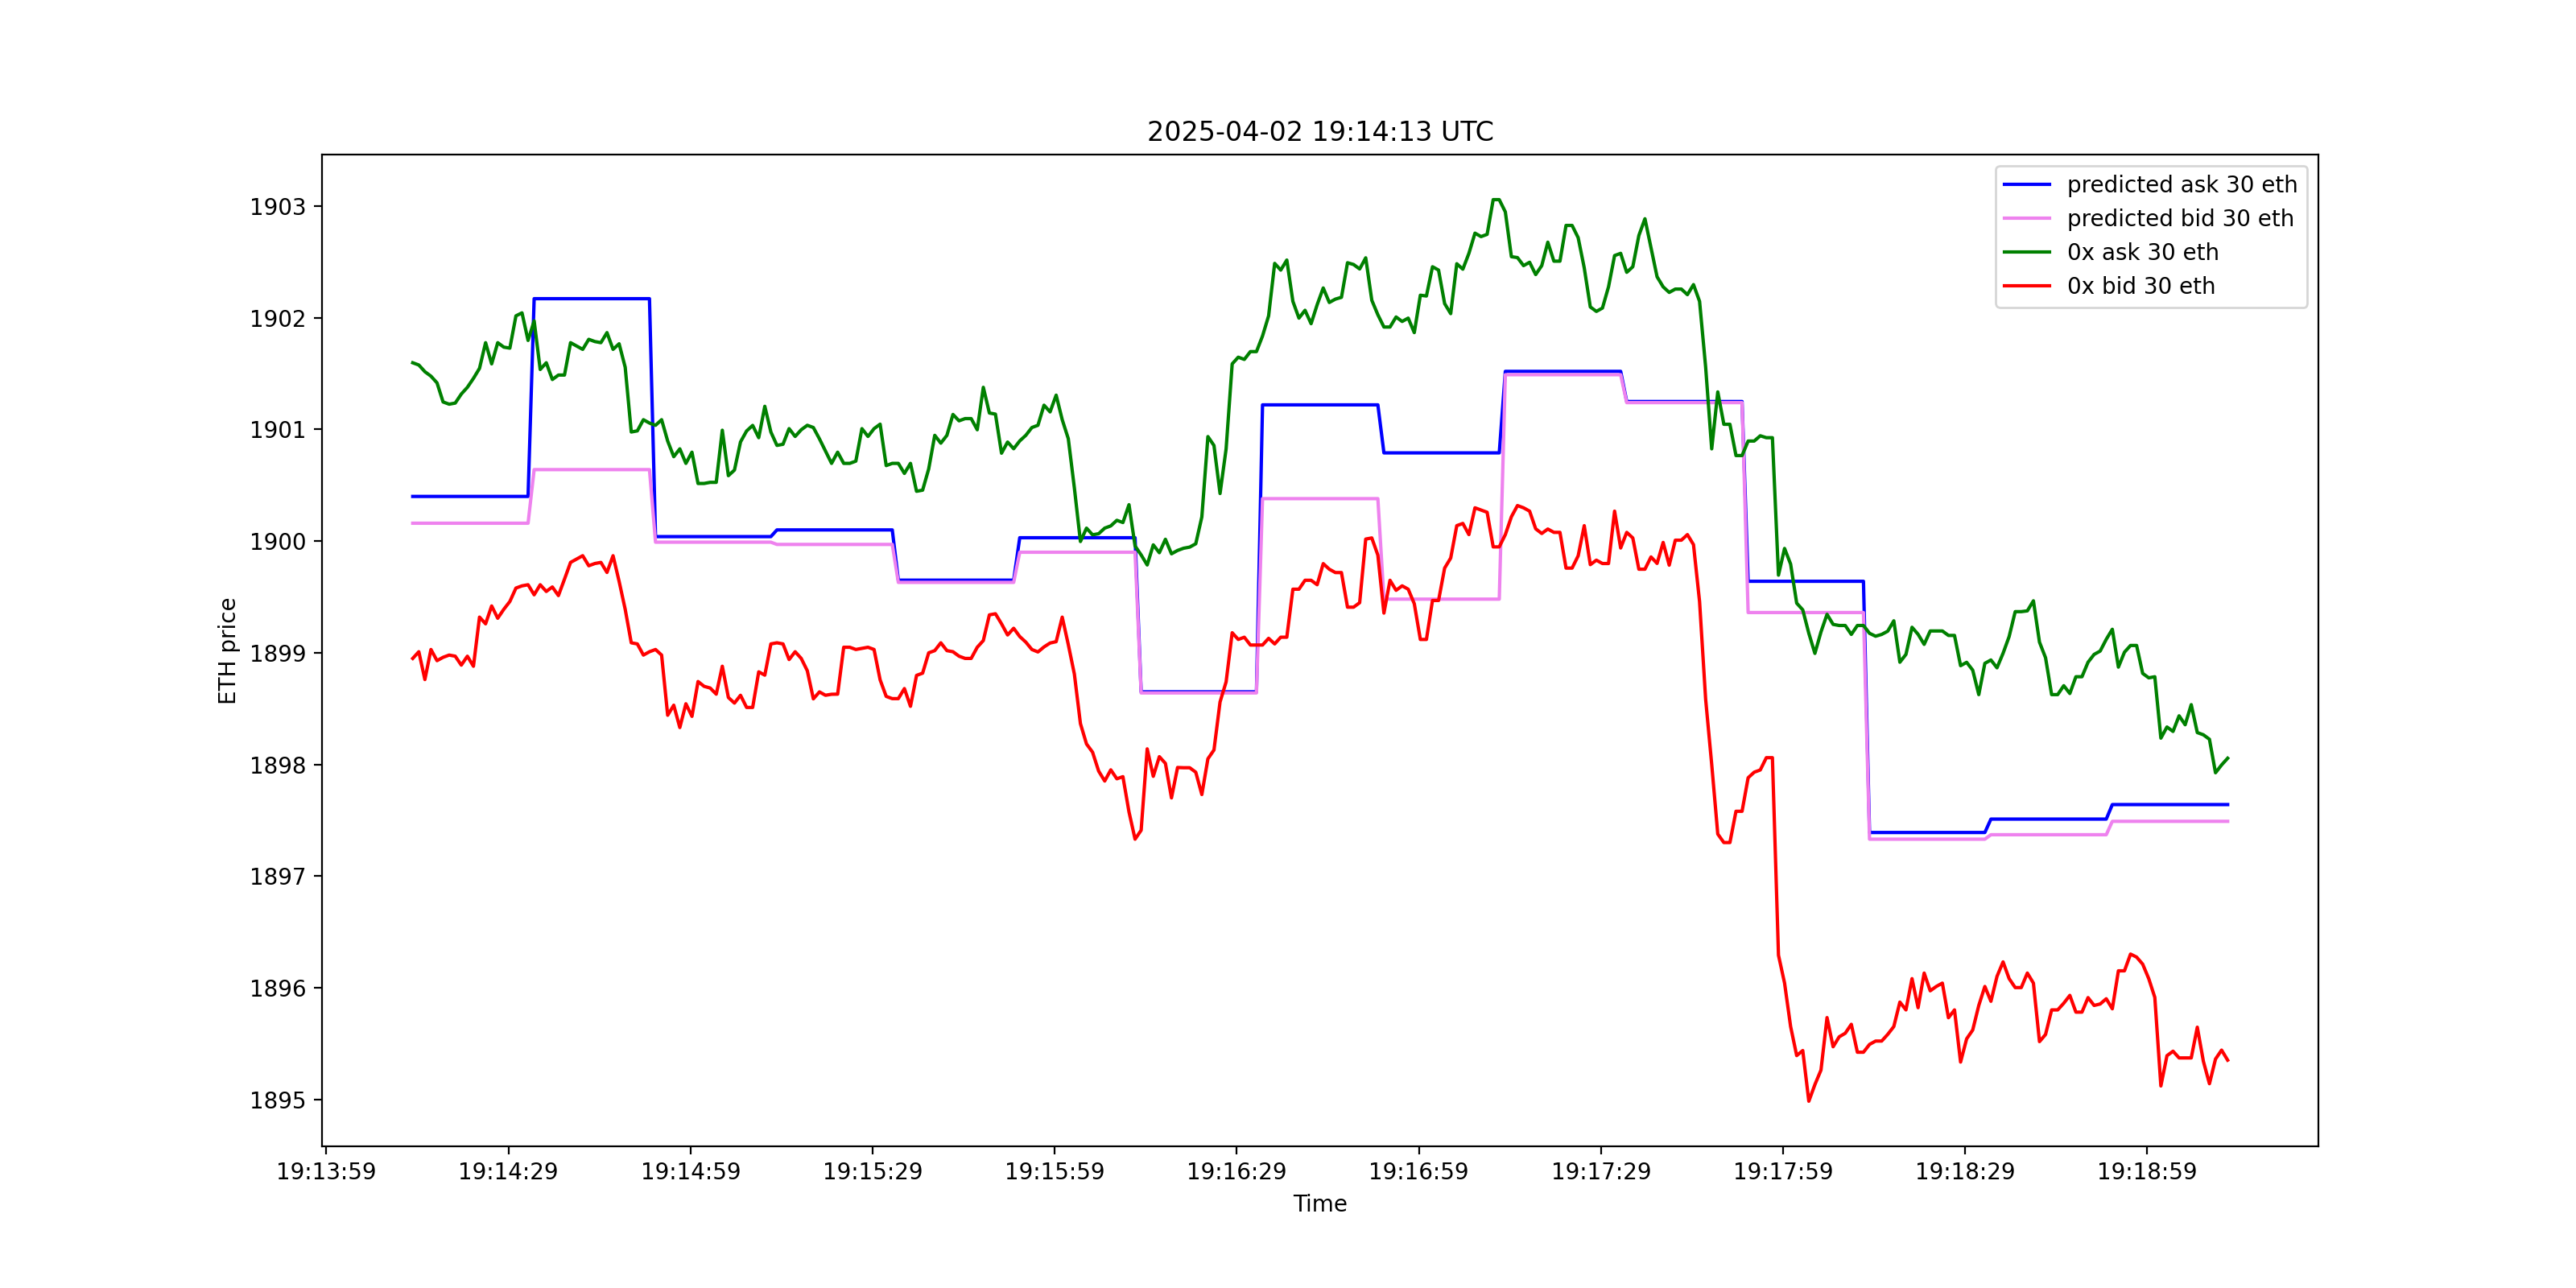 2025-04-02 19:14:13 UTC
predicted ask 30 eth
predicted bid 30 eth
0x ask 30 eth
0x bid 30 eth
ETH price
1903
1902
1901
1900
1899
1898
1897
1896
1895
19:13:59 19:14:29 19:14:59 19:15:29 19:15:59 19:16:29 19:16:59 19:17:29 19:17:59 19:18:29 19:18:59
Time